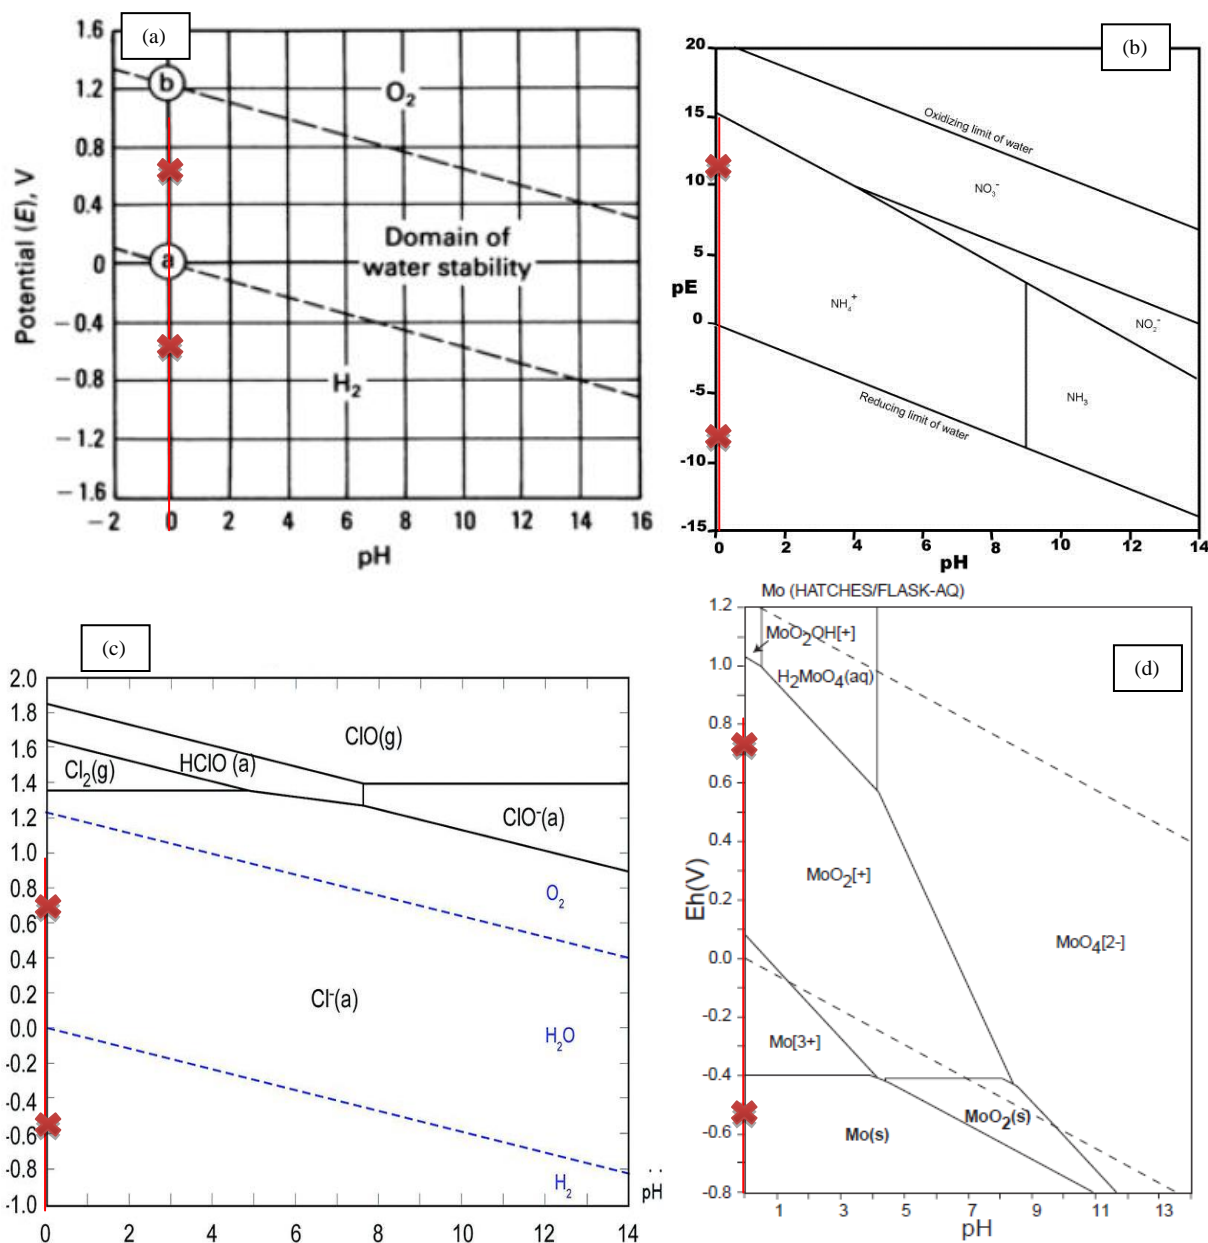 (a)
1.6
b
1.2
O₂
0.8
0.4
Domain of
water stability
a
0
−0.4
H₂
−0.8
−1.2
−1.6
−2 0 2 4 6 8 10 12 14 16
pH
Potential (E), V
(b)
20
Oxidizing limit of water
15
NO₃⁻
10
5
pE
NH₄⁺
NO₂⁻
0
-5
NH₃
Reducing limit of water
-10
-15
0 2 4 6 8 10 12 14
pH
(c)
2.0
1.8
ClO(g)
1.6
HClO (a)
Cl₂(g)
1.4
1.2
ClO⁻(a)
1.0
0.8
O₂
0.6
0.4
0.2
Cl⁻(a)
0.0
H₂O
-0.2
-0.4
-0.6
-0.8
H₂
pH
-1.0
0 2 4 6 8 10 12 14
Mo (HATCHES/FLASK-AQ)
1.2
MoO₂OH[+]
(d)
1.0
H₂MoO₄(aq)
0.8
0.6
0.4
MoO₂[+]
Eh(V)
0.2
MoO₄[2-]
0.0
-0.2
Mo[3+]
-0.4
MoO₂(s)
-0.6
Mo(s)
-0.8
1 3 5 7 9 11 13
pH